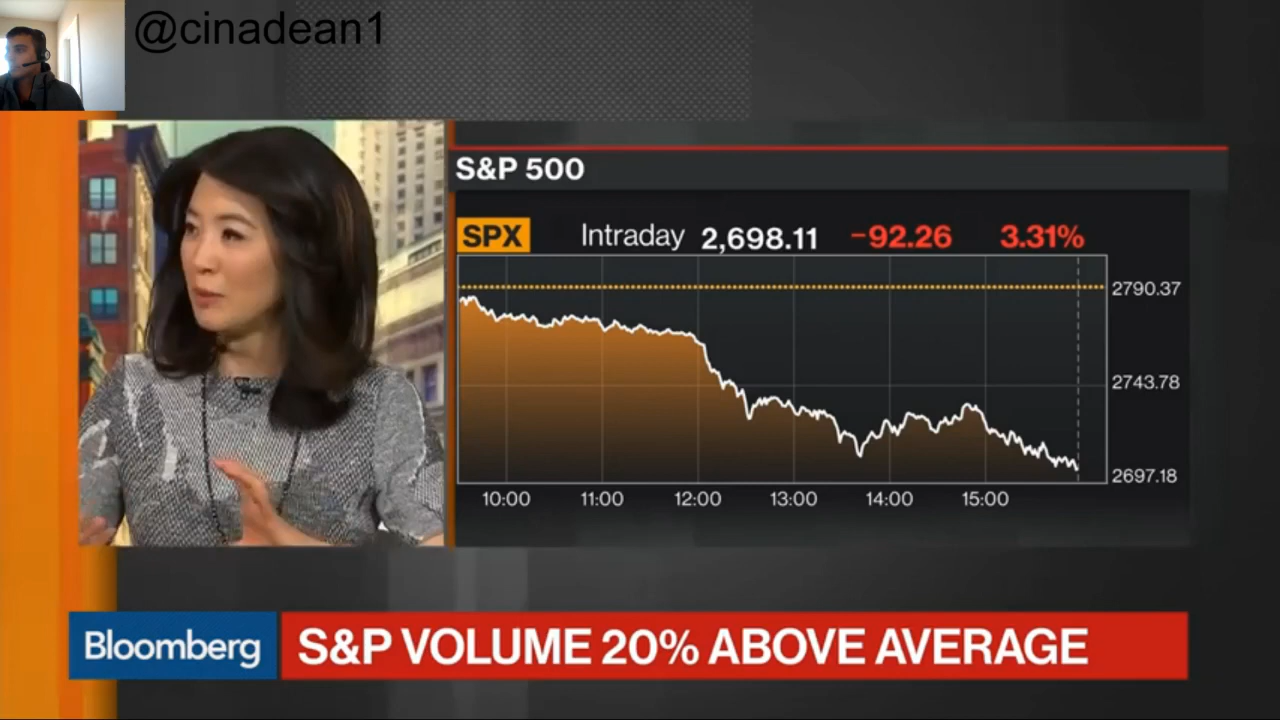 @cinadean1
S&P 500
SPX Intraday 2,698.11 -92.26 3.31%
2790.37
2743.78
2697.18
10:00 11:00 12:00 13:00 14:00 15:00
Bloomberg S&P VOLUME 20% ABOVE AVERAGE